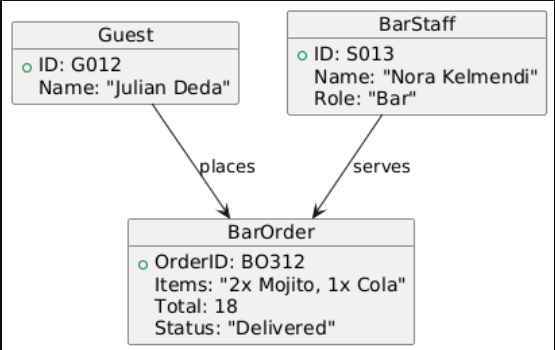 Guest
ID: G012
Name: "Julian Deda"
BarStaff
ID: S013
Name: "Nora Kelmendi"
Role: "Bar"
places
serves
BarOrder
OrderID: BO312
Items: "2x Mojito, 1x Cola"
Total: 18
Status: "Delivered"